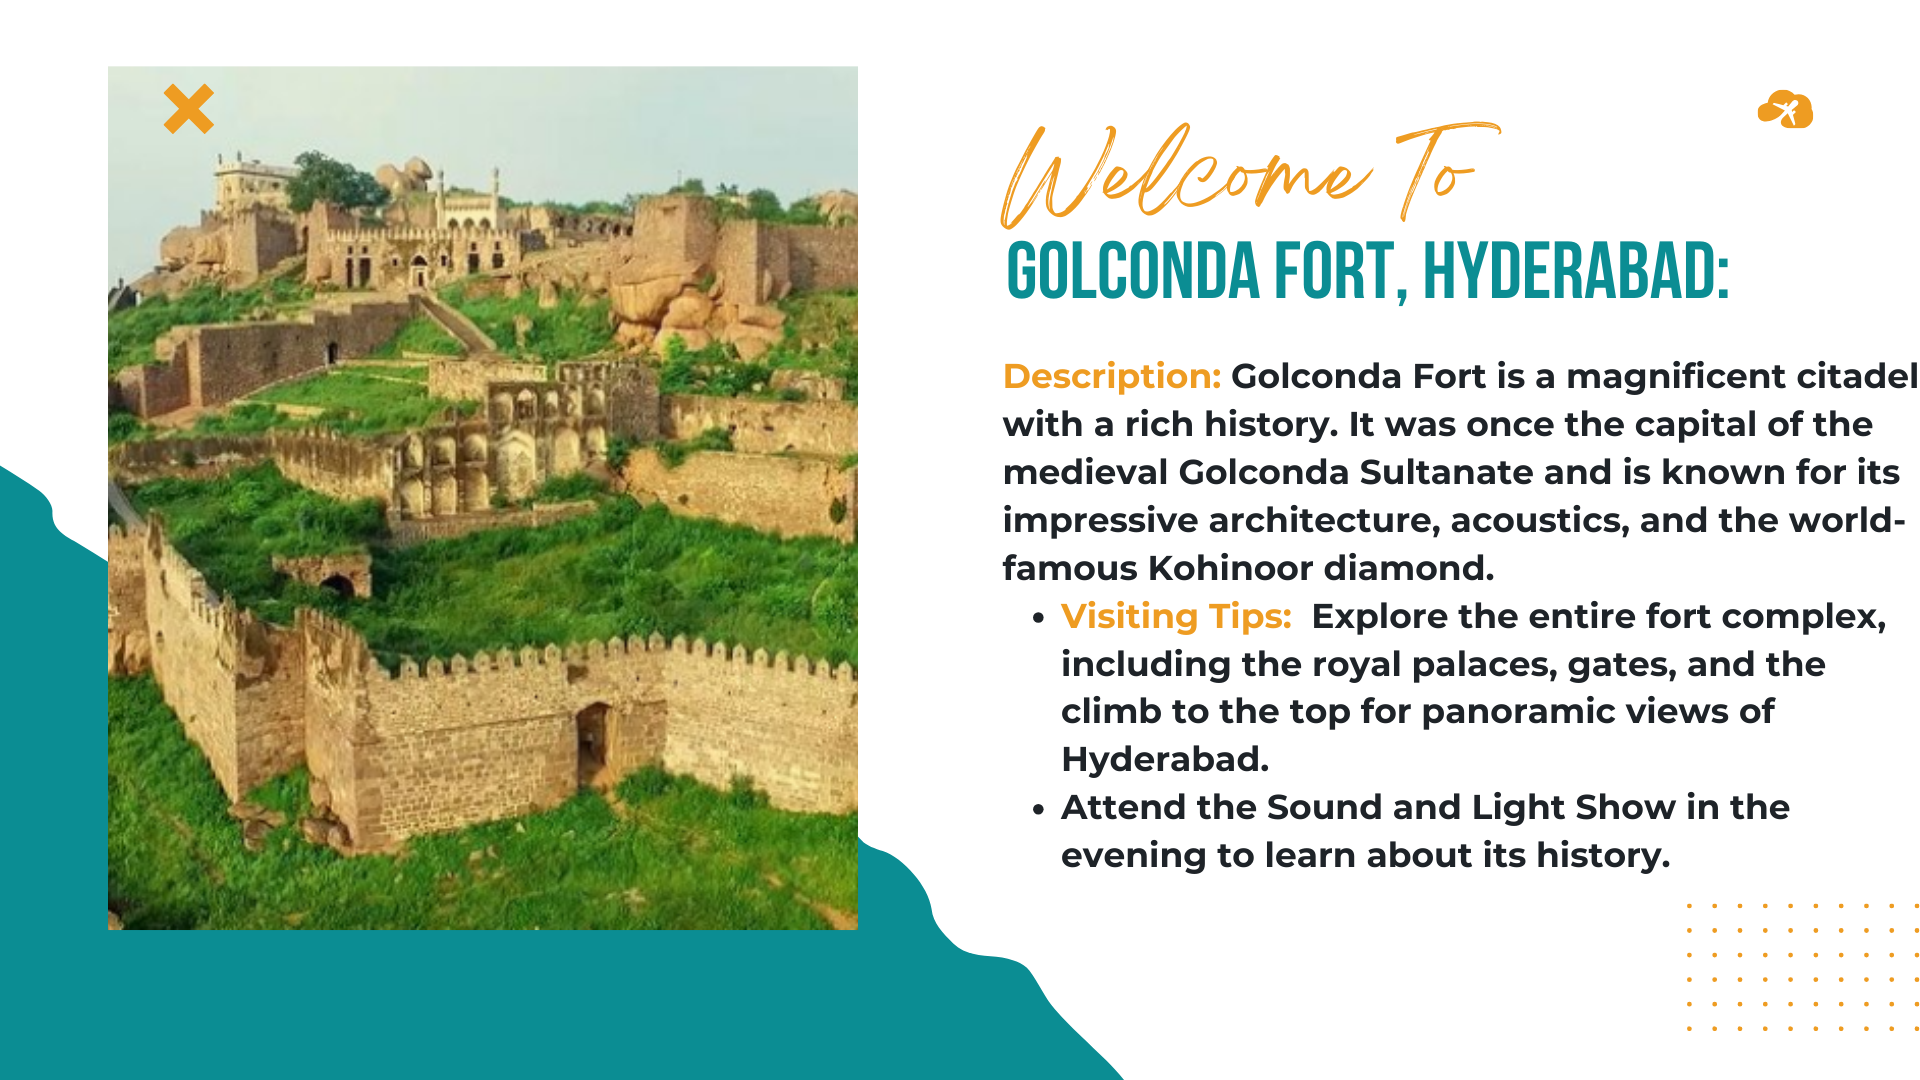 Welcome To
GOLCONDA FORT, HYDERABAD:
Description: Golconda Fort is a magnificent citadel
with a rich history. It was once the capital of the
medieval Golconda Sultanate and is known for its
impressive architecture, acoustics, and the world-
famous Kohinoor diamond.
• Visiting Tips: Explore the entire fort complex,
including the royal palaces, gates, and the
climb to the top for panoramic views of
Hyderabad.
• Attend the Sound and Light Show in the
evening to learn about its history.